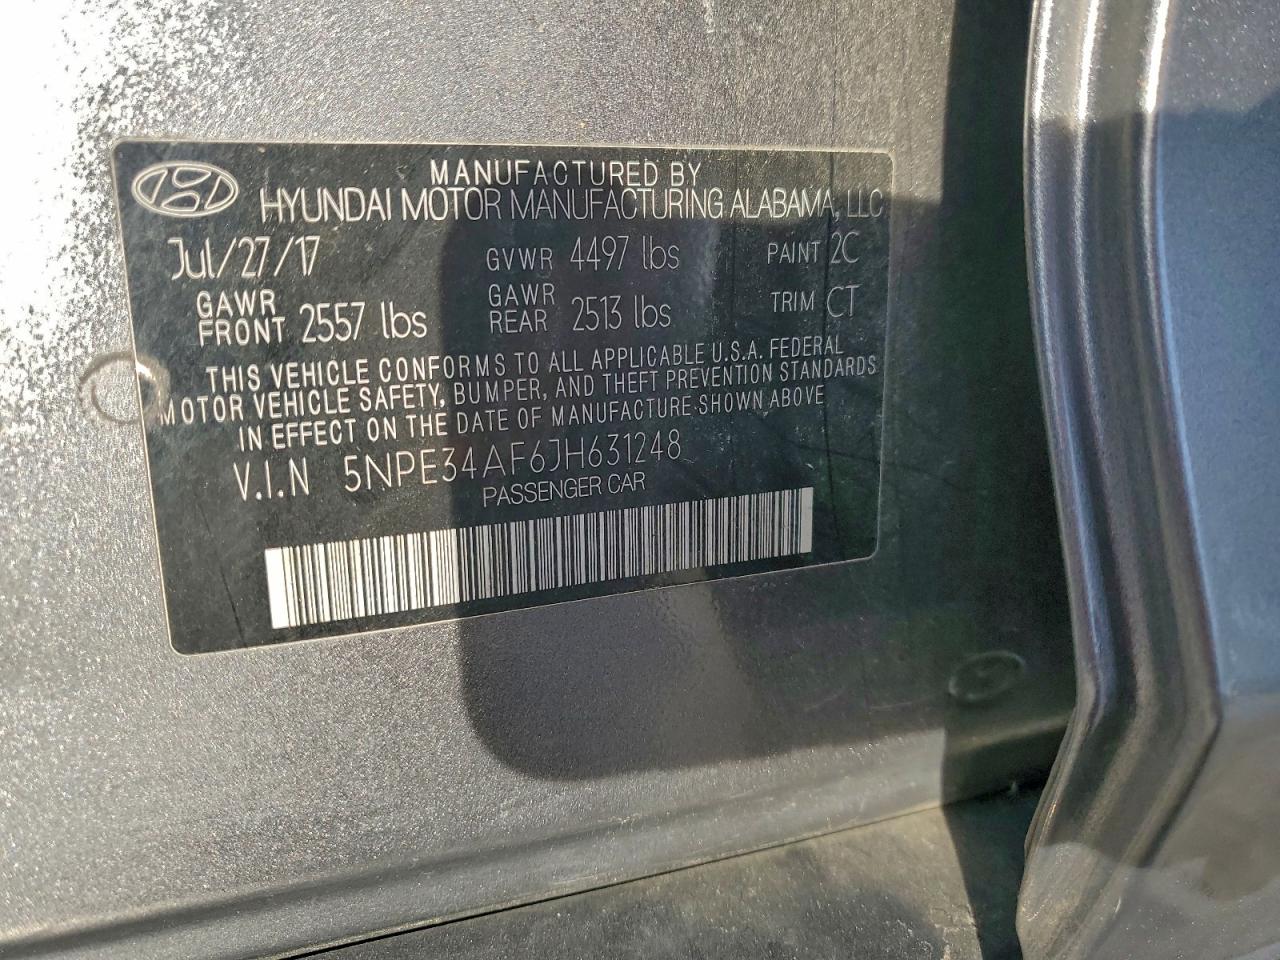 MANUFACTURED BY
HYUNDAI MOTOR MANUFACTURING ALABAMA, LLC
Jul/27/17 GVWR 4497 lbs PAINT 2C
GAWR FRONT 2557 lbs GAWR REAR 2513 lbs TRIM CT
THIS VEHICLE CONFORMS TO ALL APPLICABLE U.S.A. FEDERAL
MOTOR VEHICLE SAFETY, BUMPER, AND THEFT PREVENTION STANDARDS
IN EFFECT ON THE DATE OF MANUFACTURE SHOWN ABOVE
V.I.N 5NPE34AF6JH631248
PASSENGER CAR